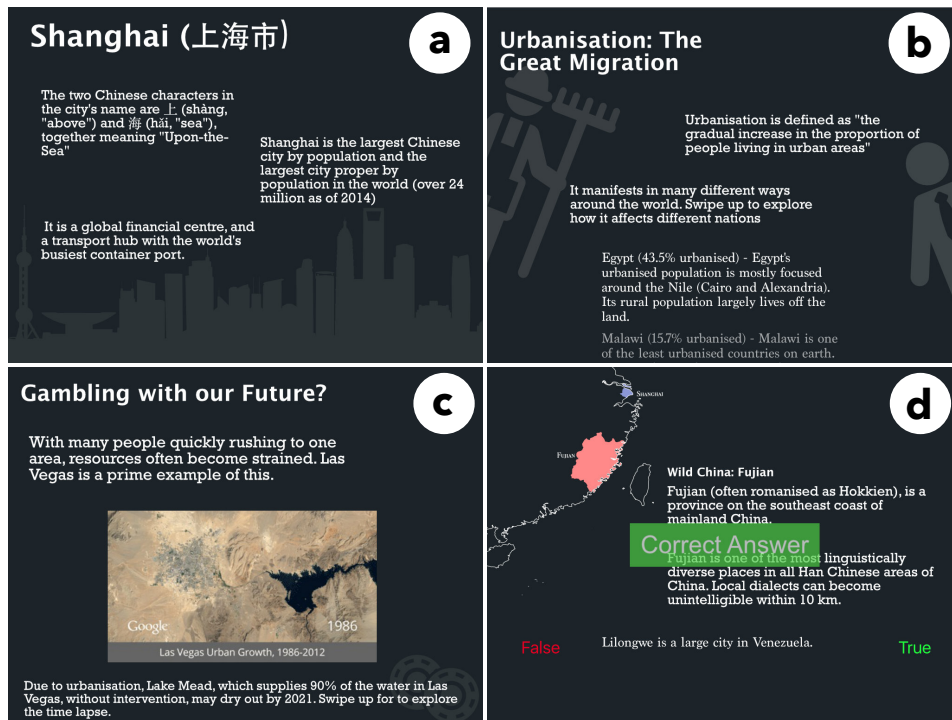 Shanghai (上海市)
a
The two Chinese characters in
the city's name are 上 (shàng,
"above") and 海 (hǎi, "sea"),
together meaning "Upon-the-
Sea"
Shanghai is the largest Chinese
city by population and the
largest city proper by
population in the world (over 24
million as of 2014)
It is a global financial centre, and
a transport hub with the world's
busiest container port.
Urbanisation: The
Great Migration
b
Urbanisation is defined as "the
gradual increase in the proportion of
people living in urban areas"
It manifests in many different ways
around the world. Swipe up to explore
how it affects different nations
Egypt (43.5% urbanised) - Egypt's
urbanised population is mostly focused
around the Nile (Cairo and Alexandria).
Its rural population largely lives off the
land.
Malawi (15.7% urbanised) - Malawi is one
of the least urbanised countries on earth.
Gambling with our Future?
c
With many people quickly rushing to one
area, resources often become strained. Las
Vegas is a prime example of this.
Google
1986
Las Vegas Urban Growth, 1986-2012
Due to urbanisation, Lake Mead, which supplies 90% of the water in Las
Vegas, without intervention, may dry out by 2021. Swipe up for to explore
the time lapse.
d
Shanghai
Fujian
Wild China: Fujian
Fujian (often romanised as Hokkien), is a
province on the southeast coast of
mainland China.
Correct Answer
Fujian is one of the most linguistically
diverse places in all Han Chinese areas of
China. Local dialects can become
unintelligible within 10 km.
False
Lilongwe is a large city in Venezuela.
True